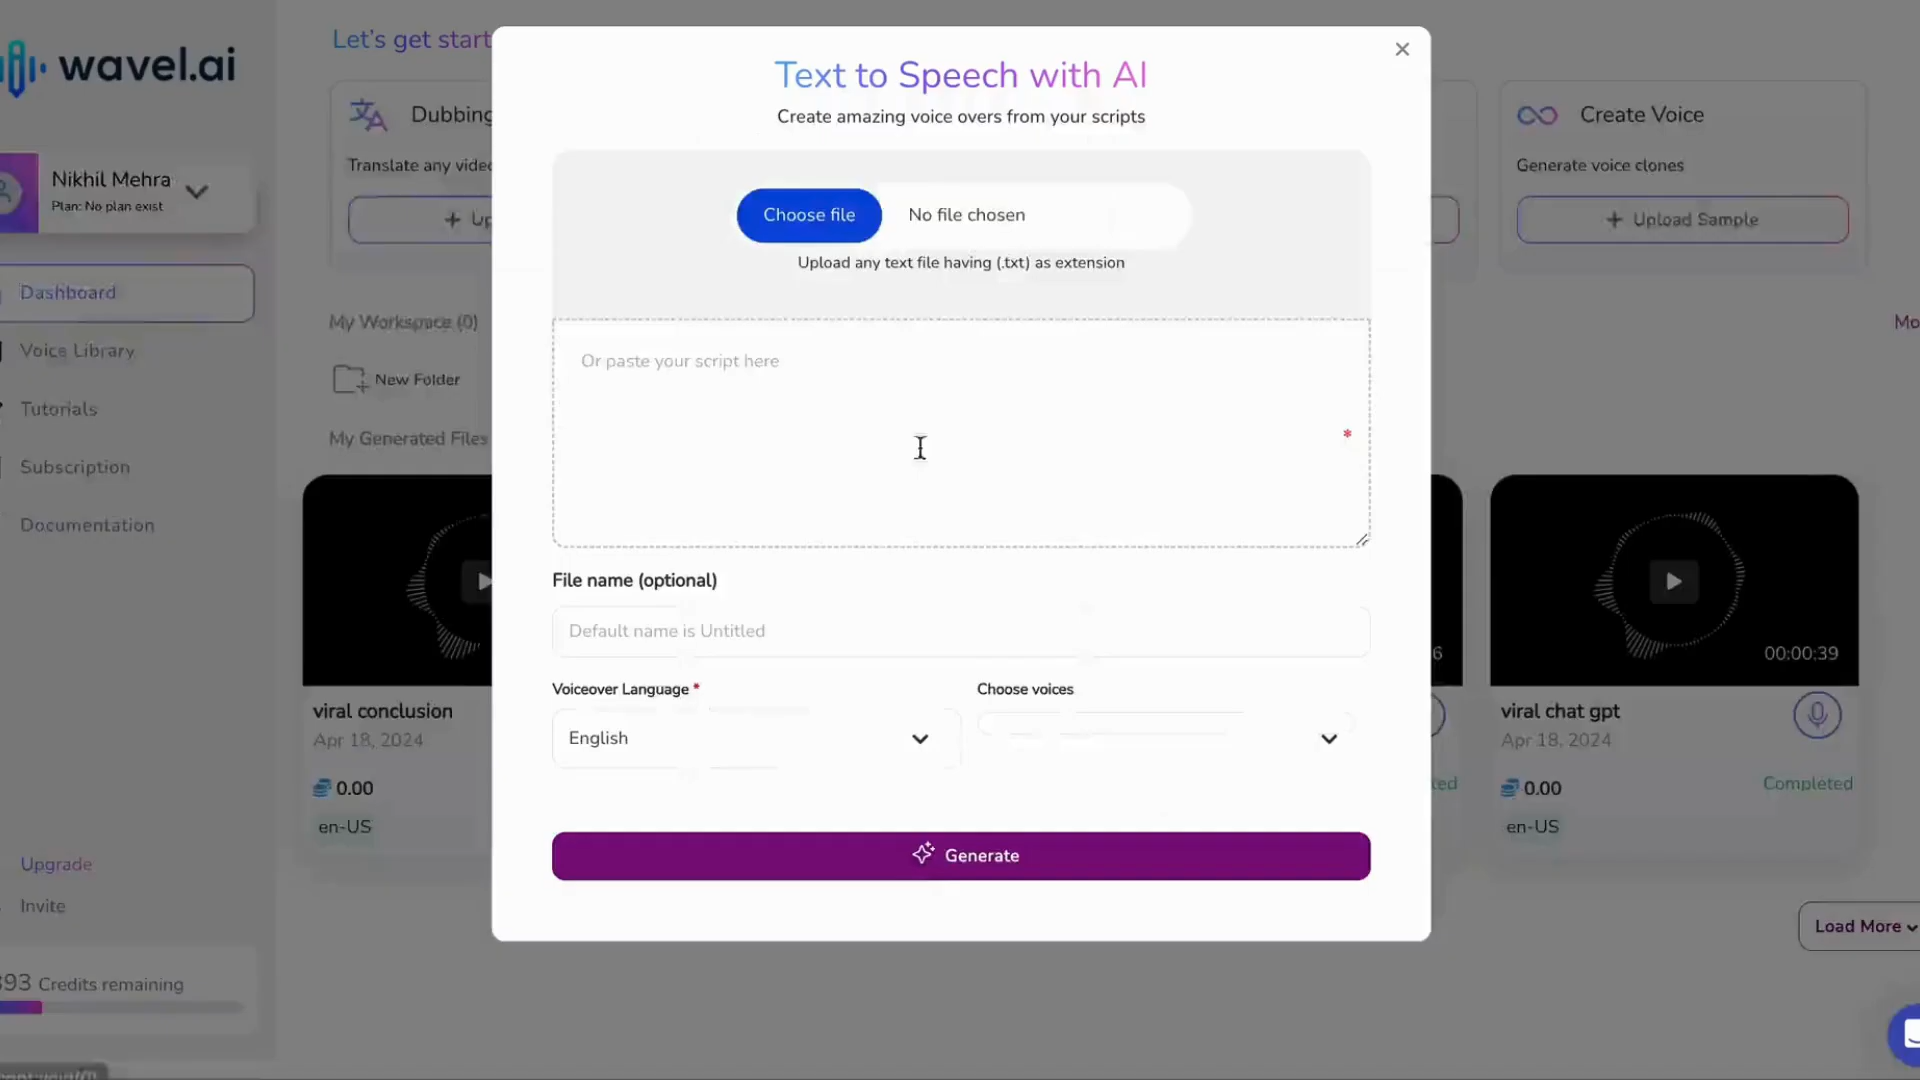 wavel.ai
Nikhil Mehra
Plan: No plan exist
Dashboard
Voice Library
Tutorials
Subscription
Documentation
Upgrade
Invite
Credits remaining
Let's get start
Dubbing
Translate any video
Create Voice
Generate voice clones
+ Upload Sample
My Workspace (0)
New Folder
My Generated Files
viral conclusion
Apr 18, 2024
0.00
en-US
Text to Speech with AI
Create amazing voice overs from your scripts
Choose file No file chosen
Upload any text file having (.txt) as extension
Or paste your script here
*
File name (optional)
Default name is Untitled
Voiceover Language *
Choose voices
English
Generate
00:00:39
viral chat gpt
Apr 18, 2024
0.00
Completed
en-US
Load More